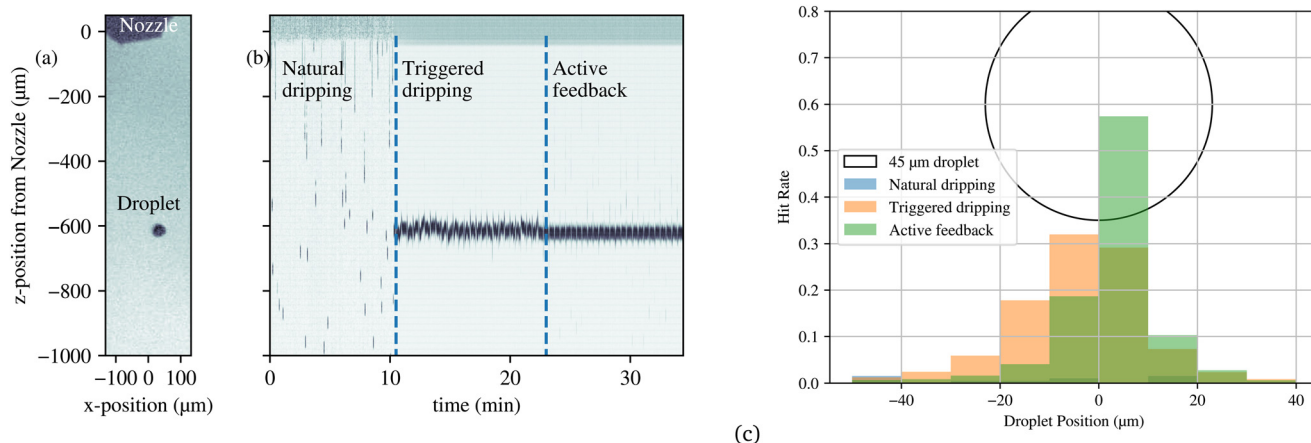 Nozzle
(a)
0
−200
−400
−600
−800
−1000
z-position from Nozzle (μm)
Droplet
−100 0 100
x-position (μm)
(b)
Natural
dripping
Triggered
dripping
Active
feedback
0 10 20 30
time (min)
0.8
0.7
0.6
0.5
0.4
0.3
0.2
0.1
0.0
Hit Rate
45 μm droplet
Natural dripping
Triggered dripping
Active feedback
−40 −20 0 20 40
Droplet Position (μm)
(c)